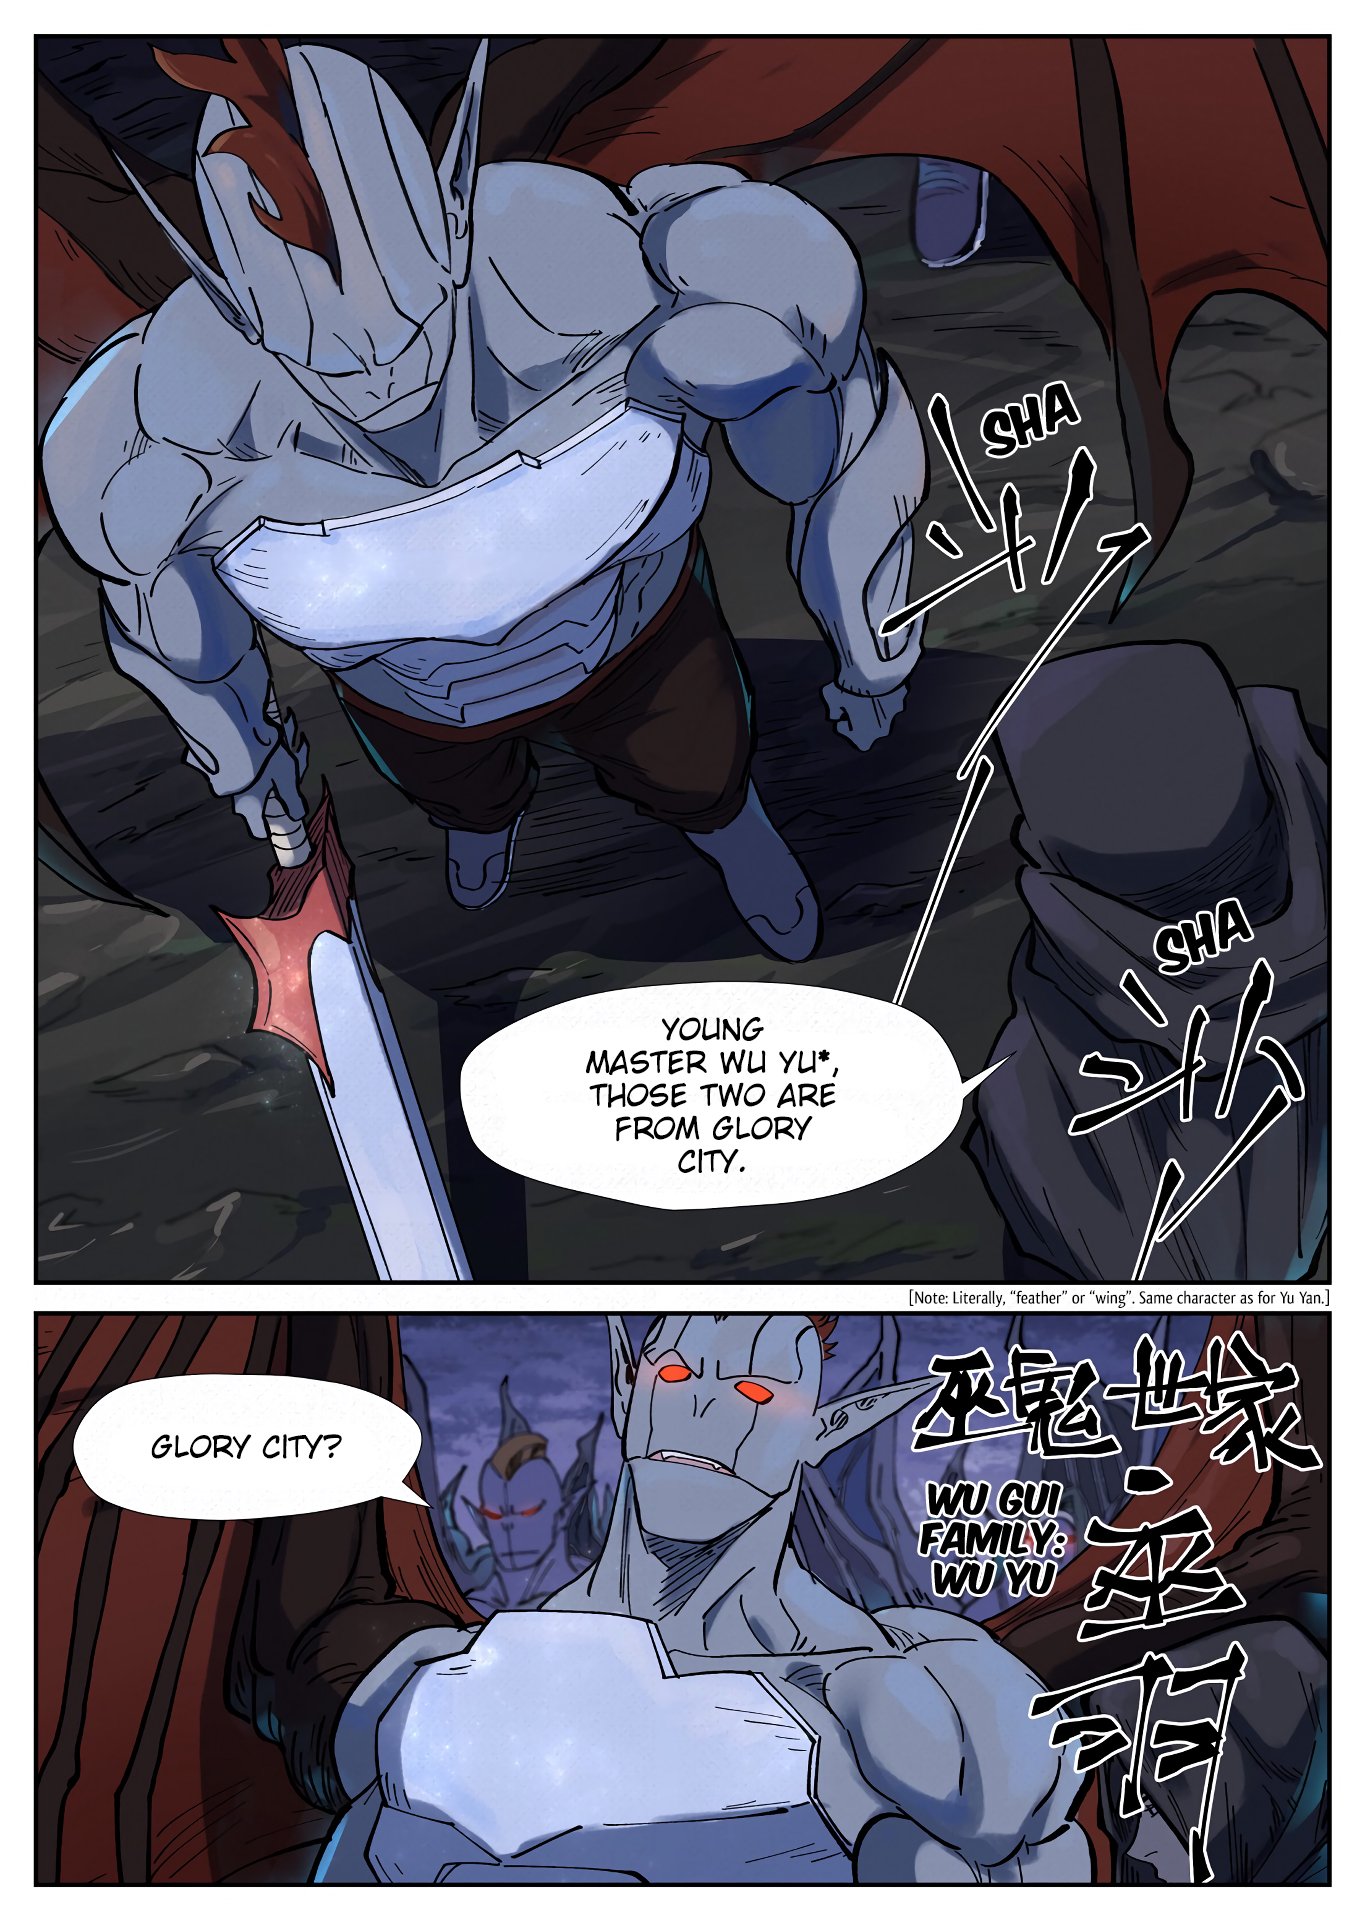 SHA
沙
SHA
沙
YOUNG
MASTER WU YU*,
THOSE TWO ARE
FROM GLORY
CITY.
[Note: Literally, “feather” or “wing”. Same character as for Yu Yan.]
GLORY CITY?
巫鬼世家
·
巫
羽
WU GUI
FAMILY:
WU YU